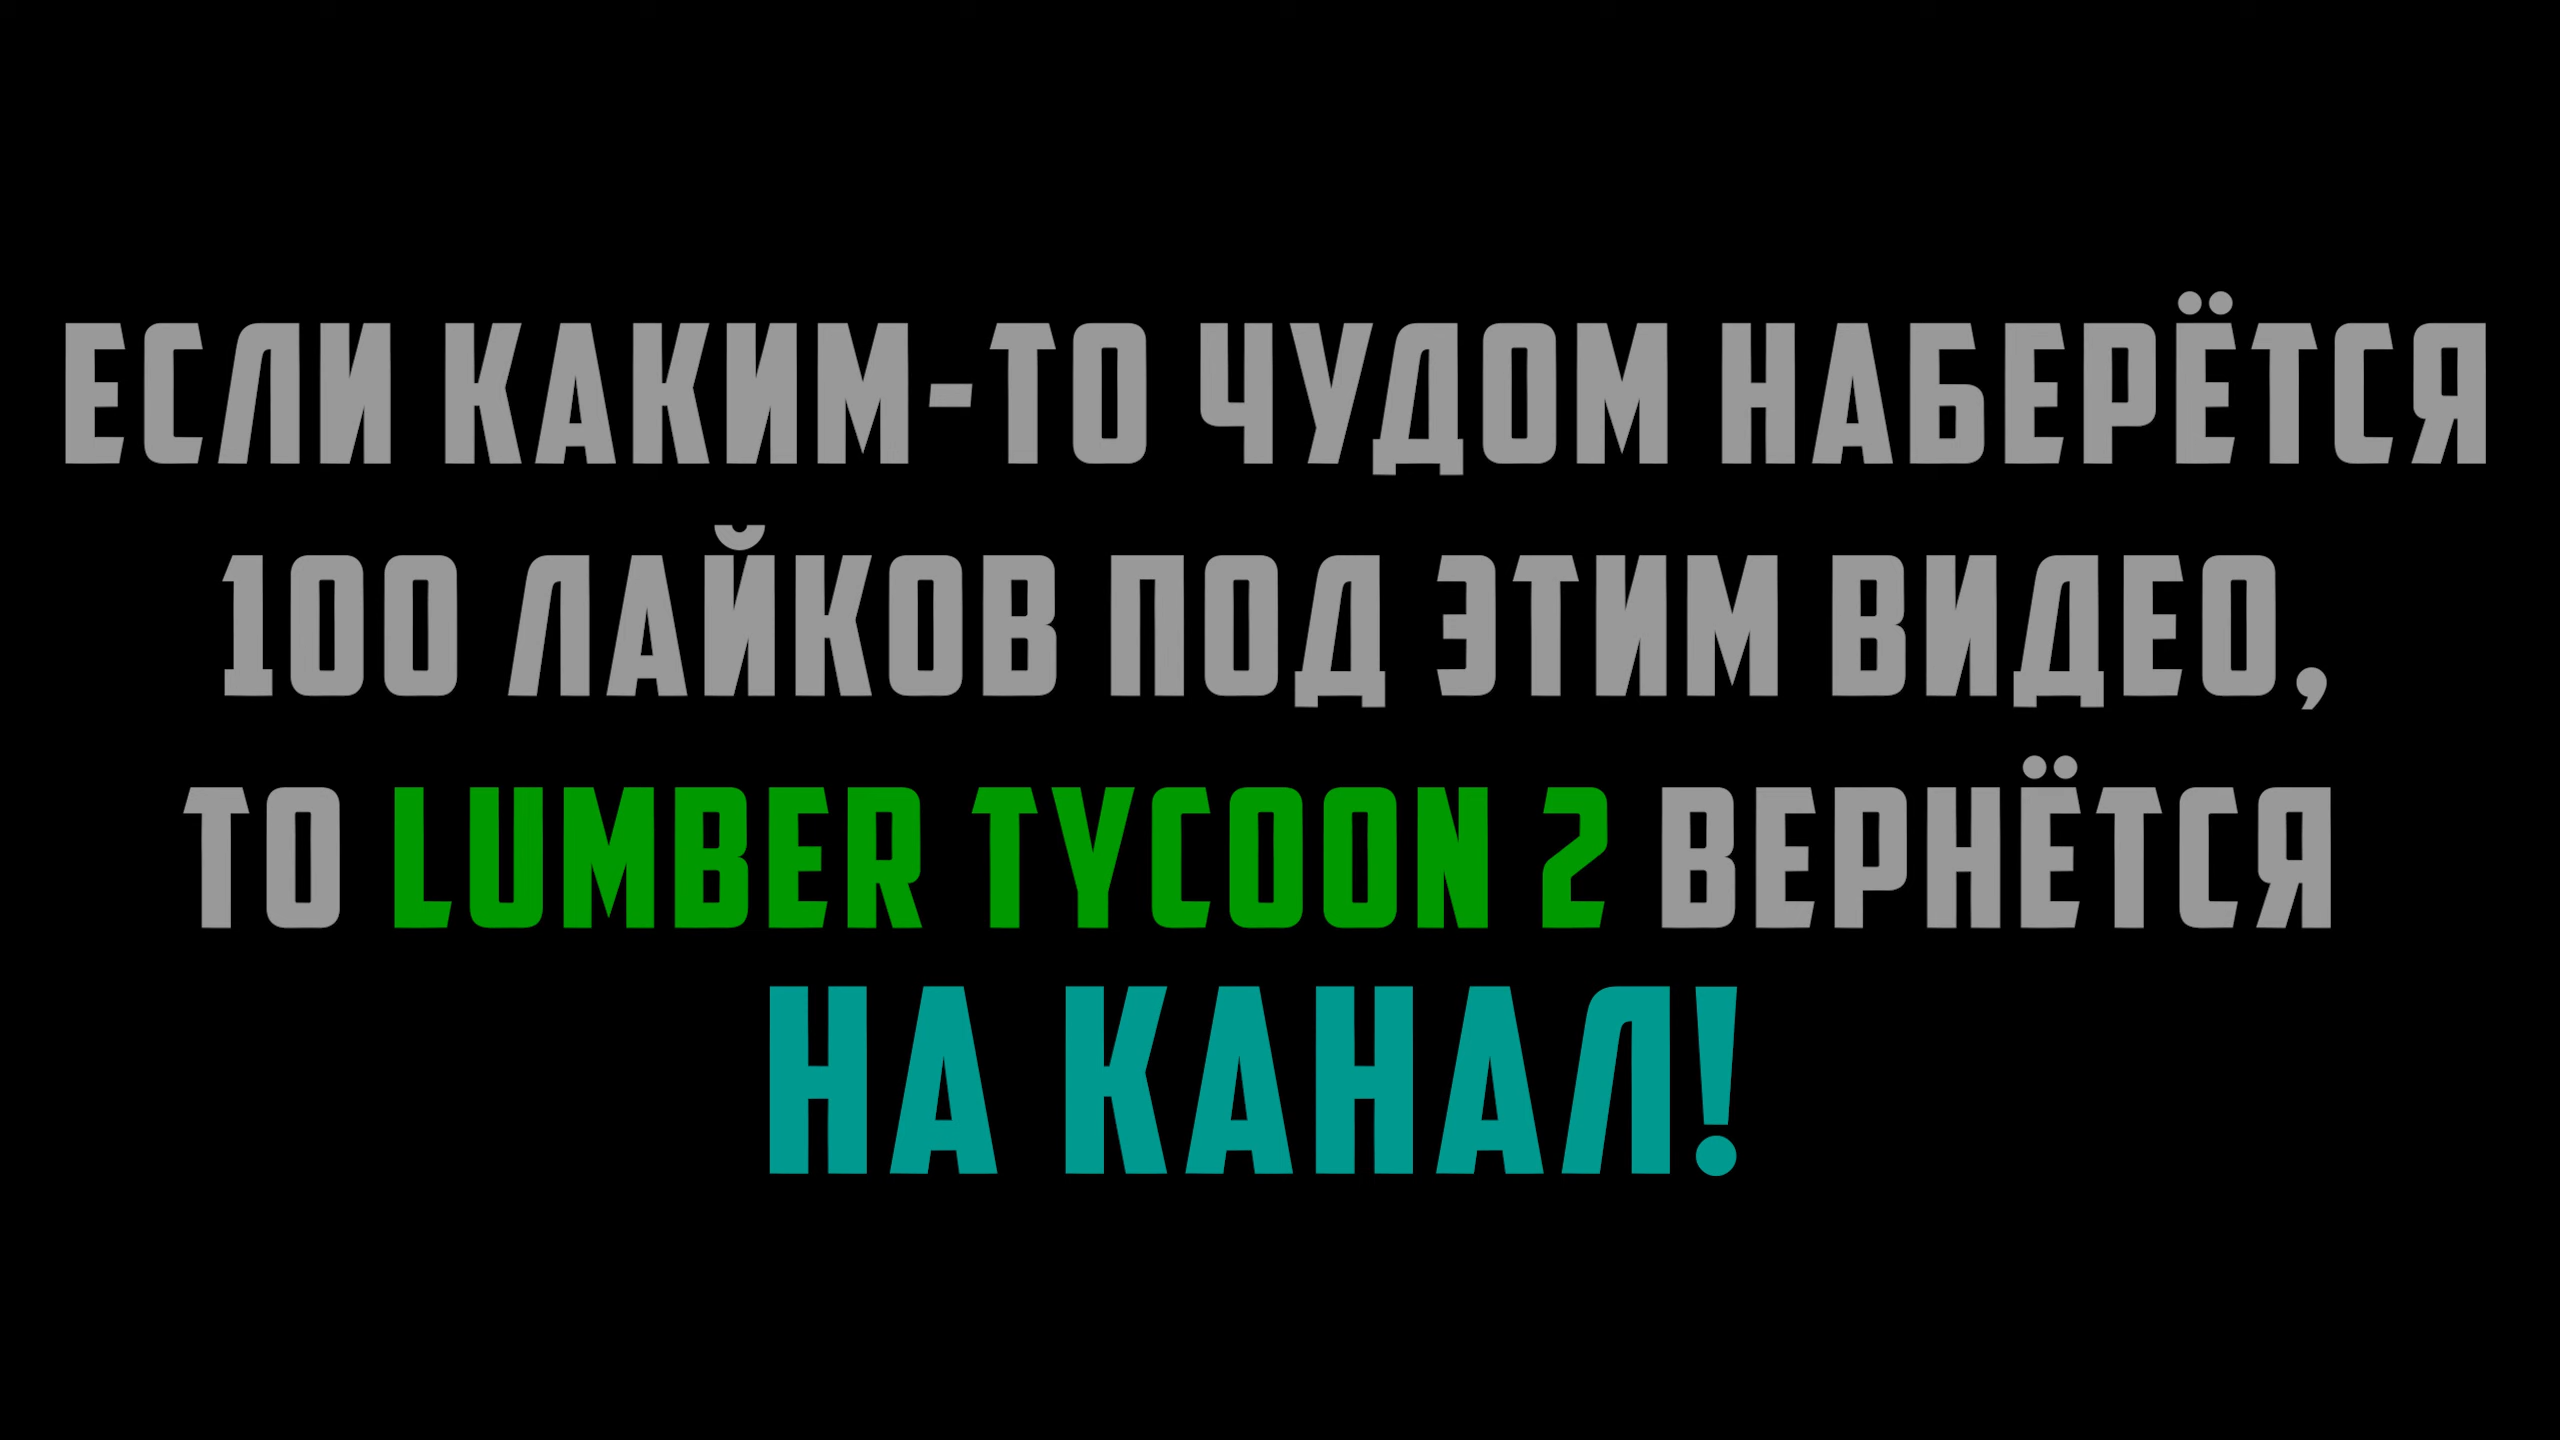 ЕСЛИ КАКИМ-ТО ЧУДОМ НАБЕРЁТСЯ
100 ЛАЙКОВ ПОД ЭТИМ ВИДЕО,
ТО LUMBER TYCOON 2 ВЕРНЁТСЯ
НА КАНАЛ!